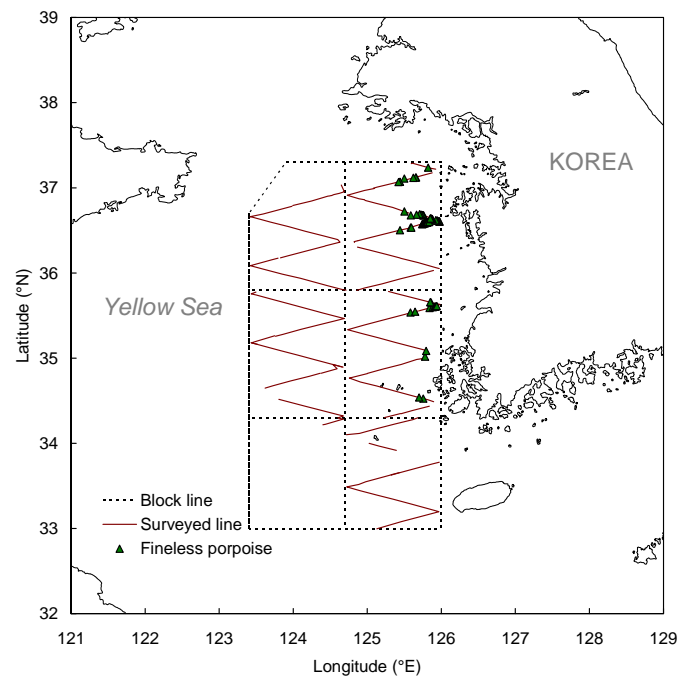 39
38
37
36
35
34
33
32
121 122 123 124 125 126 127 128 129
Latitude (°N)
Longitude (°E)
KOREA
Yellow Sea
Block line
Surveyed line
Fineless porpoise